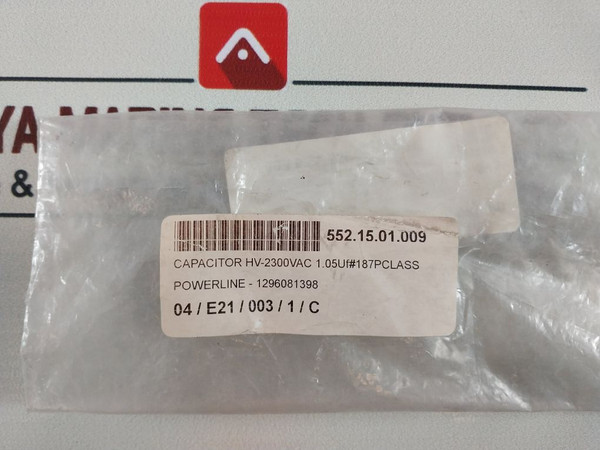 552.15.01.009
CAPACITOR HV-2300VAC 1.05Uf#187PCLASS
POWERLINE - 1296081398
04 / E21 / 003 / 1 / C
&